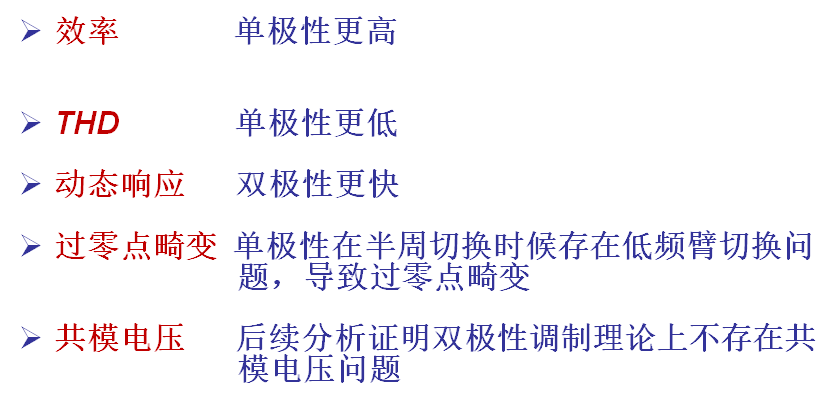 效率 单极性更高
THD 单极性更低
动态响应 双极性更快
过零点畸变 单极性在半周切换时候存在低频臂切换问
题，导致过零点畸变
共模电压 后续分析证明双极性调制理论上不存在共
模电压问题